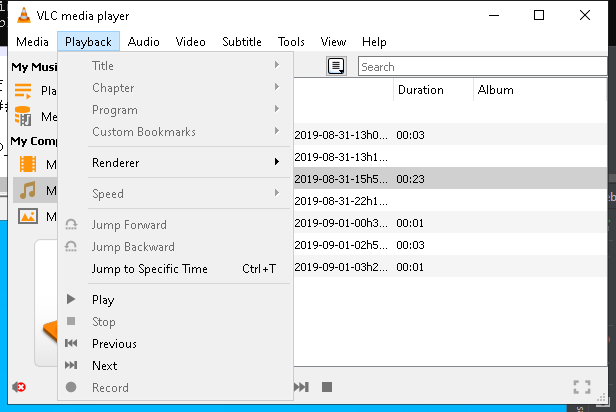 VLC media player
Media Playback Audio Video Subtitle Tools View Help
My Musi
Title
Search
Chapter
Duration Album
Program
Custom Bookmarks
2019-08-31-13h0... 00:03
My Comp
Renderer
2019-08-31-13h1...
2019-08-31-15h5... 00:23
Speed
2019-08-31-22h1...
Jump Forward
2019-09-01-00h3... 00:01
Jump Backward
2019-09-01-02h5... 00:03
Jump to Specific Time Ctrl+T
2019-09-01-03h2... 00:01
Play
Stop
Previous
Next
Record